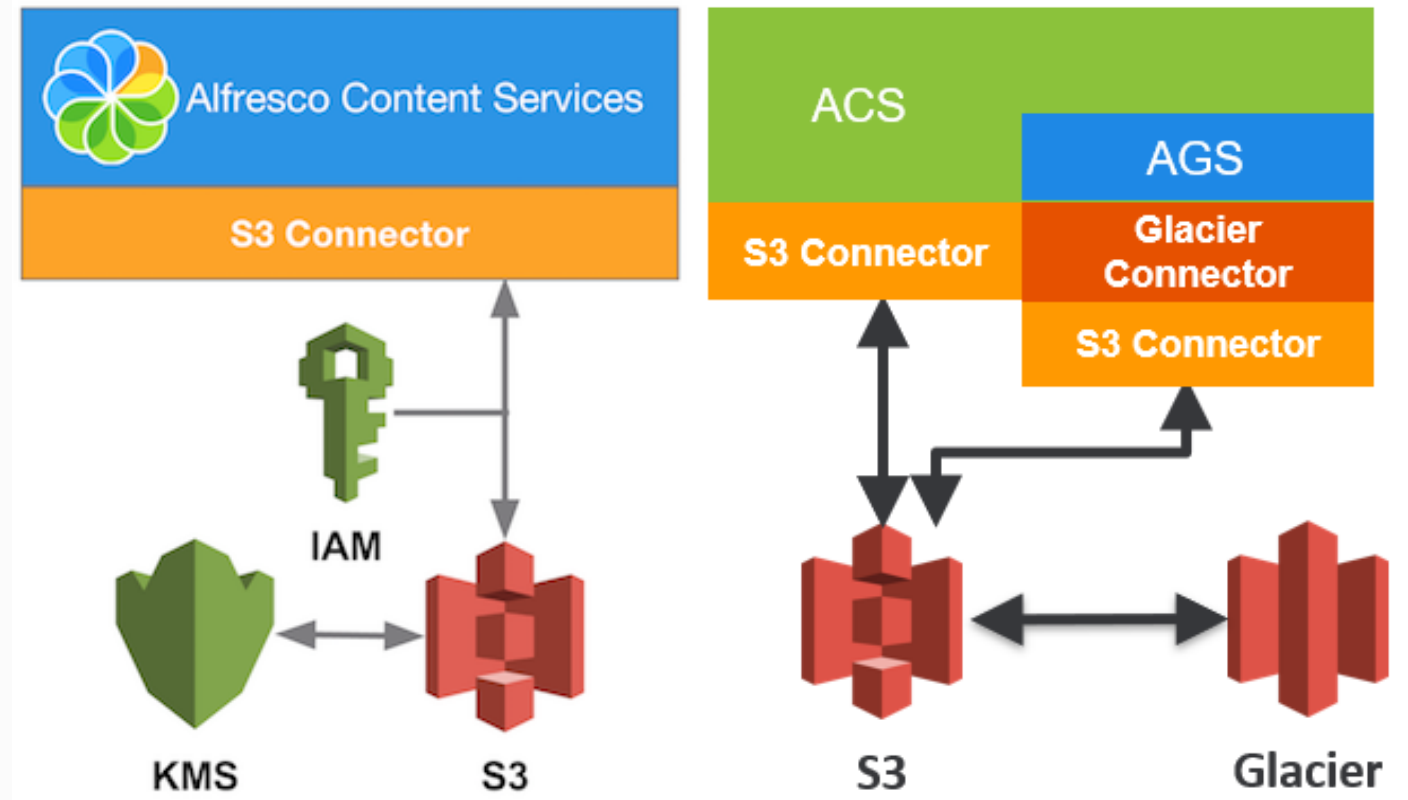 Alfresco Content Services
S3 Connector
IAM
KMS
S3
ACS
AGS
S3 Connector
Glacier
Connector
S3 Connector
S3
Glacier